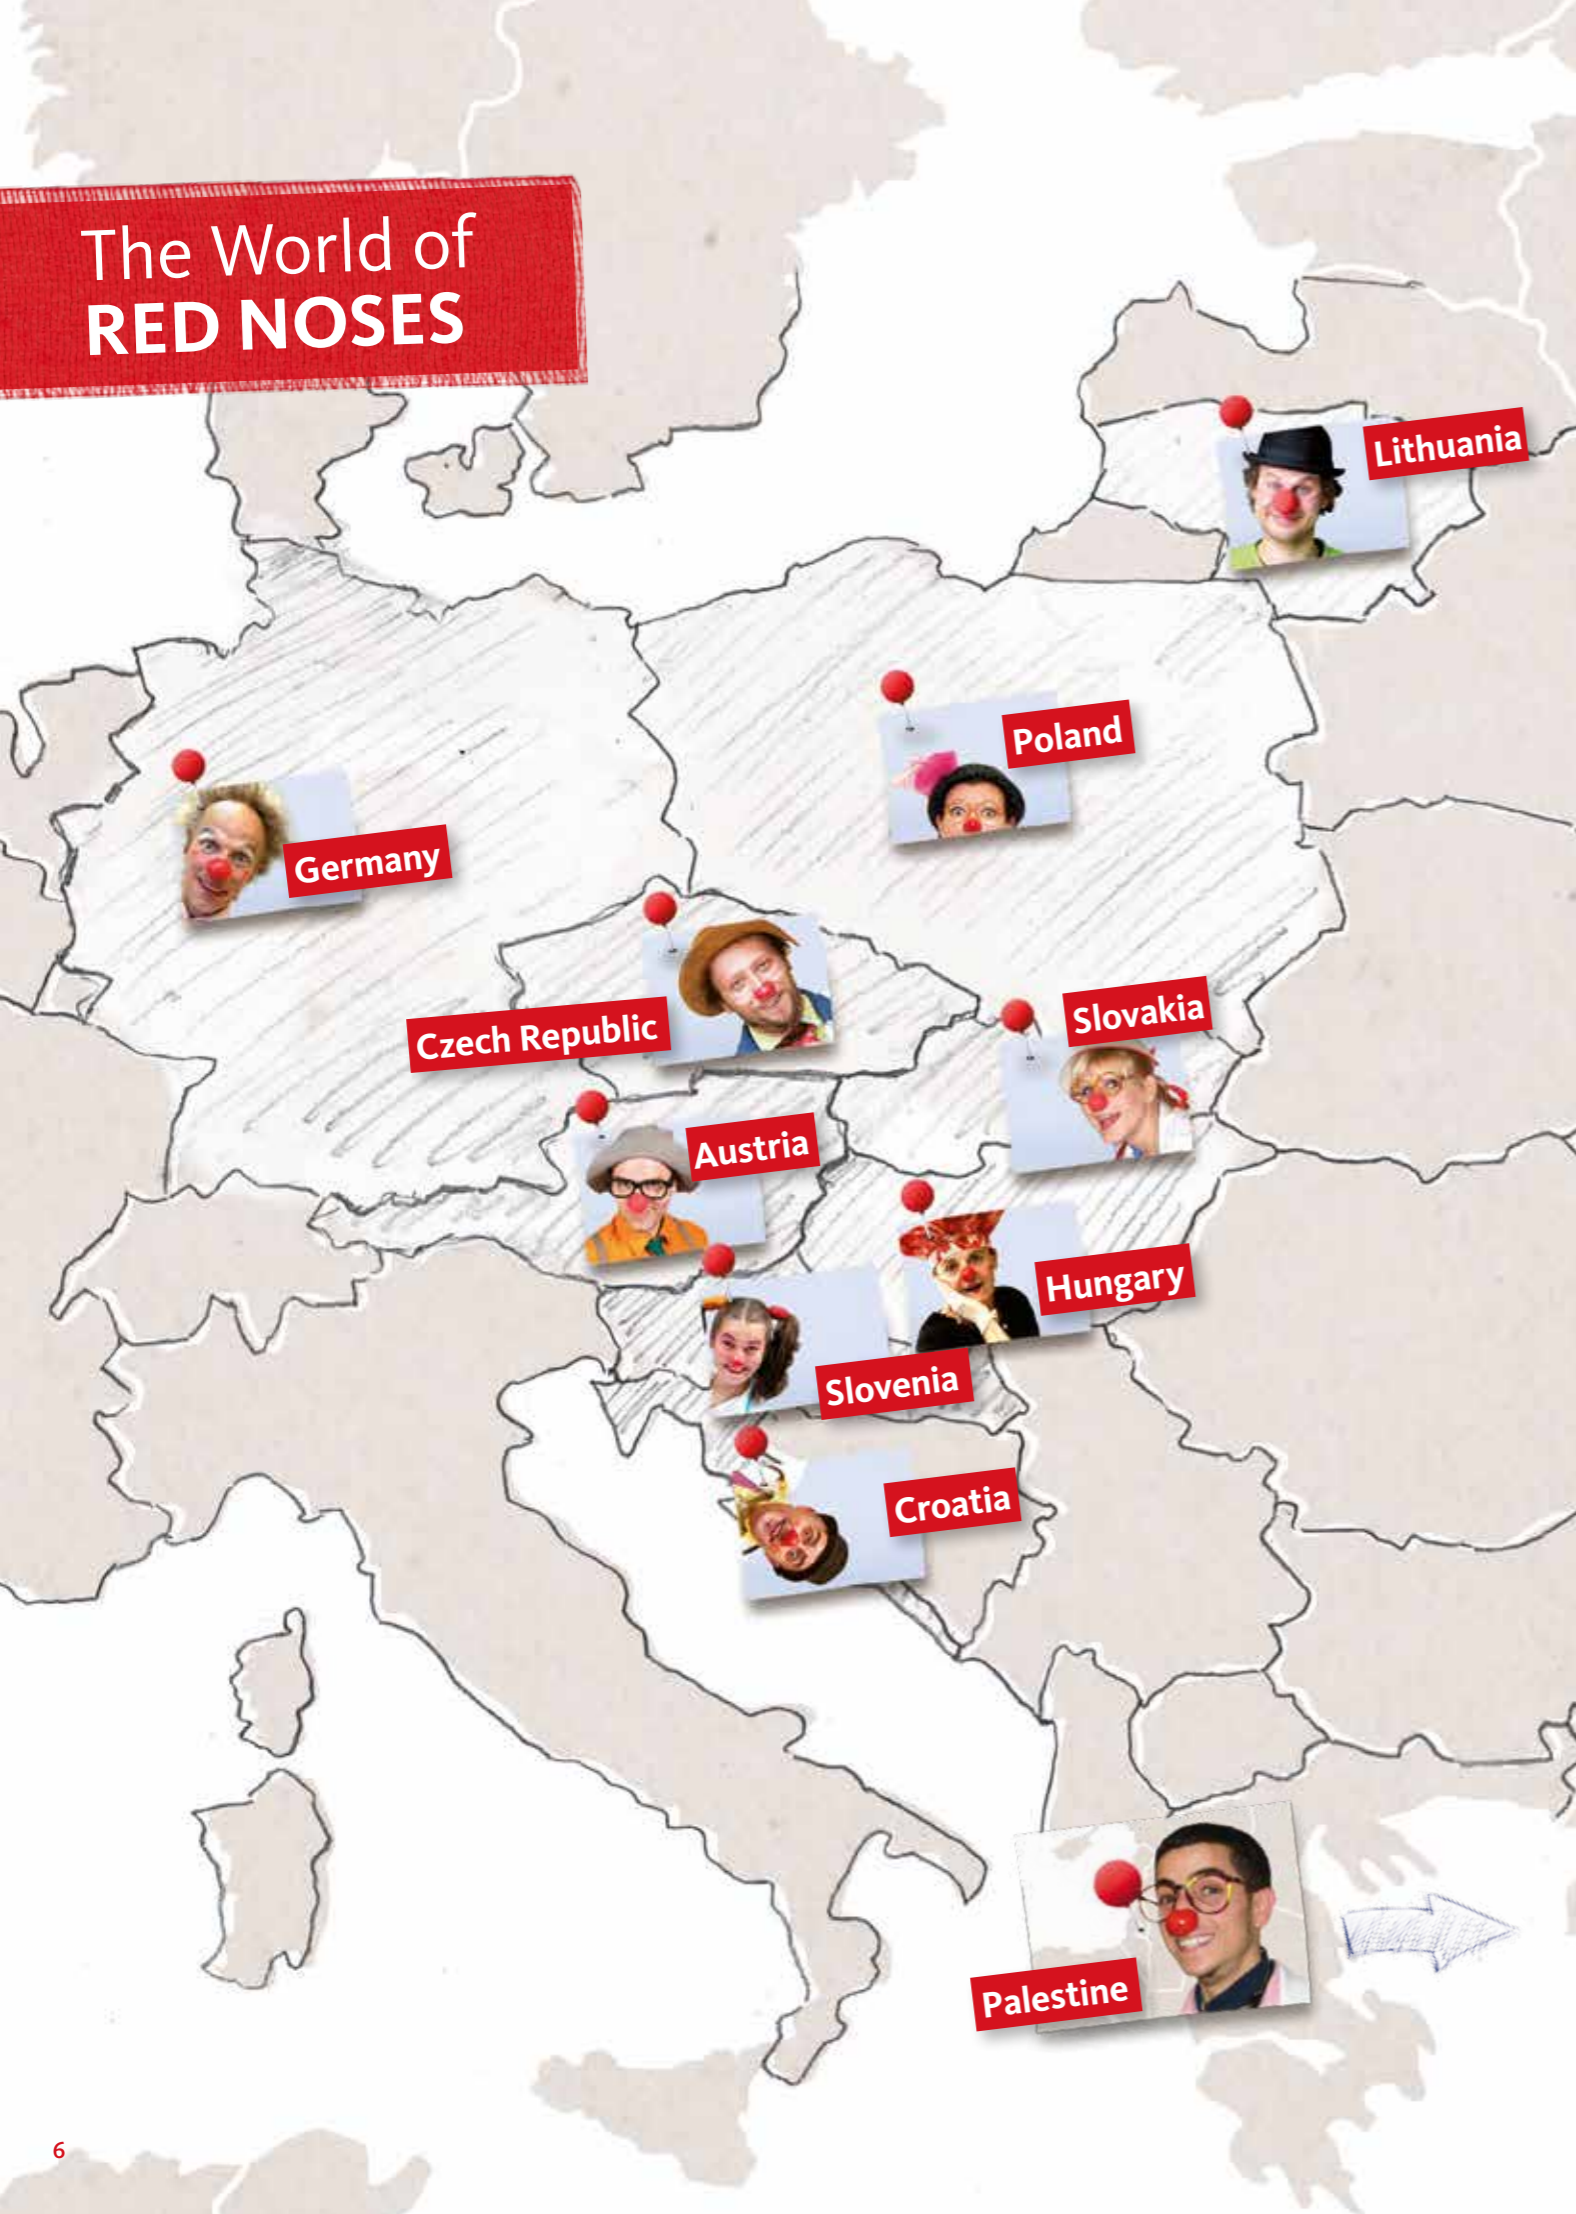 The World of
RED NOSES
Lithuania
Poland
Germany
Czech Republic
Slovakia
Austria
Hungary
Slovenia
Croatia
Palestine
6